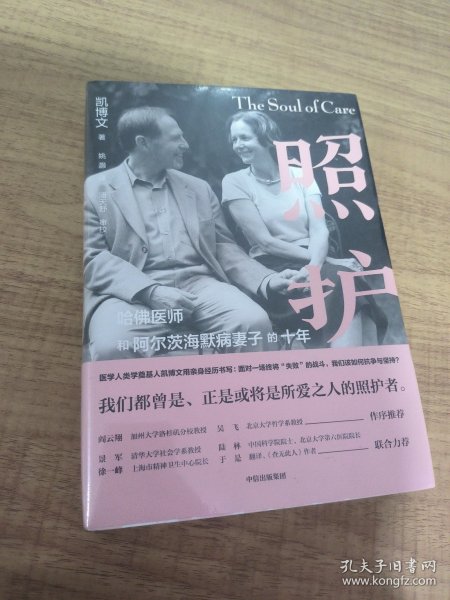 The Soul of Care
照护
凯博文 著
姚灏 译
潘天舒 审校
哈佛医师
和阿尔茨海默病妻子的十年
医学人类学奠基人凯博文用亲身经历书写：面对一场终将“失败”的战斗，我们该如何抗争与坚持？
我们都曾是、正是或将是所爱之人的照护者。
阎云翔 加州大学洛杉矶分校教授 吴飞 北京大学哲学系教授 作序推荐
景军 清华大学社会学系教授 陆林 中国科学院院士、北京大学第六医院院长
徐一峰 上海市精神卫生中心院长 于是 翻译、《查无此人》作者 联合力荐
中信出版集团
孔夫子旧书网
www.kongfz.com